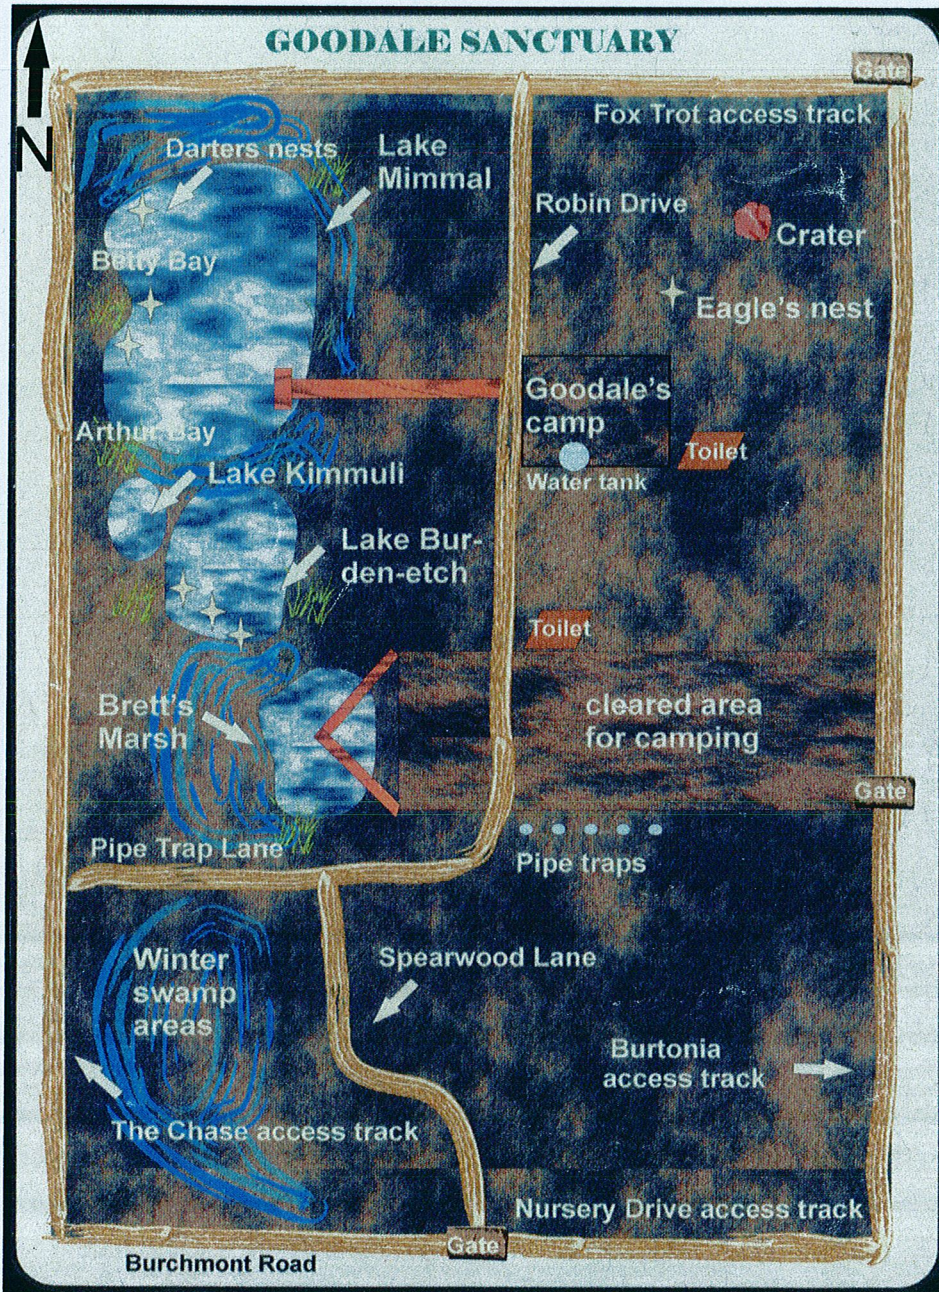 GOODALE SANCTUARY
Gate
N
Fox Trot access track
Darters nests
Lake
Mimmal
Robin Drive
Crater
Betty Bay
Eagle's nest
Goodale's
camp
Arthur Bay
Toilet
Lake Kimmuli
Water tank
Lake Bur-
den-etch
Toilet
Brett's
Marsh
cleared area
for camping
Gate
Pipe Trap Lane
Pipe traps
Winter
swamp
areas
Spearwood Lane
Burtonia
access track
The Chase access track
Nursery Drive access track
Gate
Burchmont Road